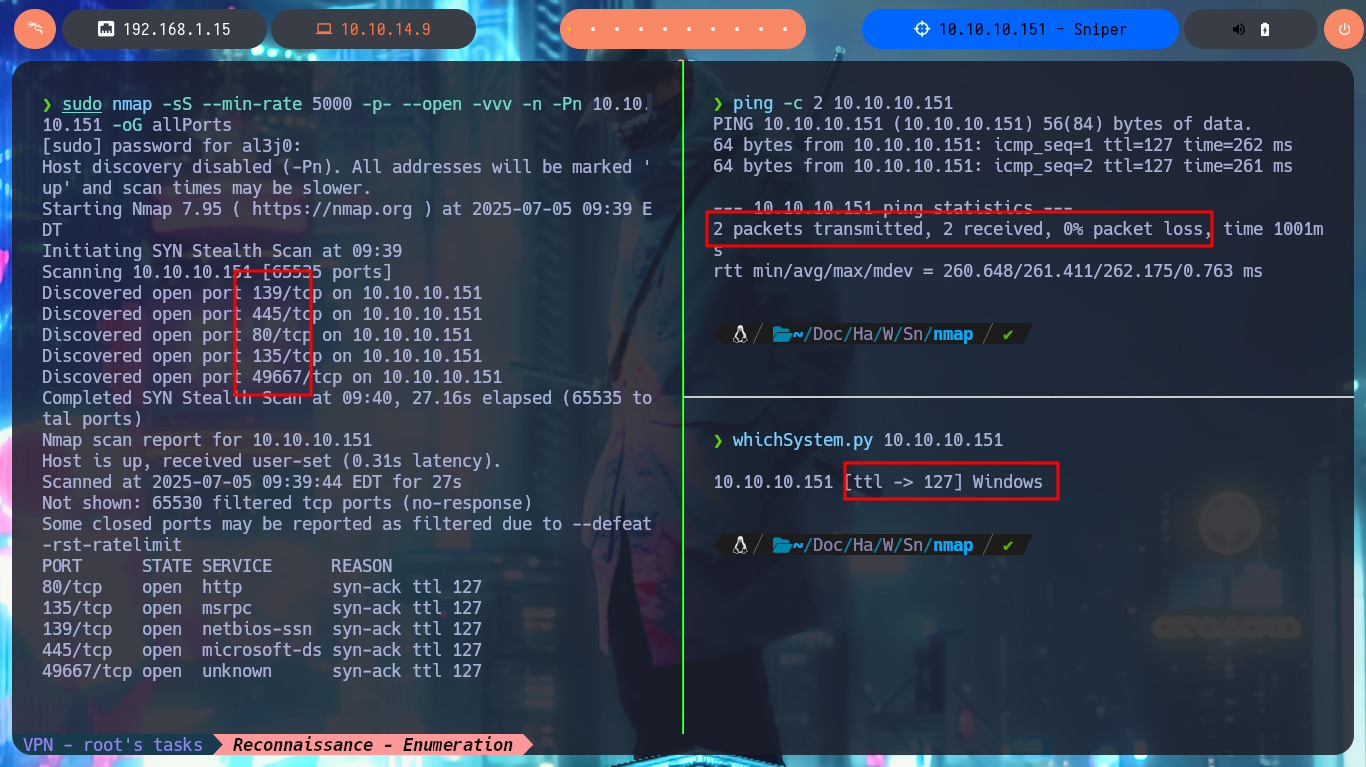 192.168.1.15
10.10.14.9
10.10.10.151 - Sniper
❯ sudo nmap -sS --min-rate 5000 -p- --open -vvv -n -Pn 10.10.
10.151 -oG allPorts
[sudo] password for al3j0:
Host discovery disabled (-Pn). All addresses will be marked '
up' and scan times may be slower.
Starting Nmap 7.95 ( https://nmap.org ) at 2025-07-05 09:39 E
DT
Initiating SYN Stealth Scan at 09:39
Scanning 10.10.10.151 [65535 ports]
Discovered open port 139/tcp on 10.10.10.151
Discovered open port 445/tcp on 10.10.10.151
Discovered open port 80/tcp on 10.10.10.151
Discovered open port 135/tcp on 10.10.10.151
Discovered open port 49667/tcp on 10.10.10.151
Completed SYN Stealth Scan at 09:40, 27.16s elapsed (65535 to
tal ports)
Nmap scan report for 10.10.10.151
Host is up, received user-set (0.31s latency).
Scanned at 2025-07-05 09:39:44 EDT for 27s
Not shown: 65530 filtered tcp ports (no-response)
Some closed ports may be reported as filtered due to --defeat
-rst-ratelimit
PORT      STATE SERVICE      REASON
80/tcp    open  http         syn-ack ttl 127
135/tcp   open  msrpc        syn-ack ttl 127
139/tcp   open  netbios-ssn  syn-ack ttl 127
445/tcp   open  microsoft-ds syn-ack ttl 127
49667/tcp open  unknown      syn-ack ttl 127
❯ ping -c 2 10.10.10.151
PING 10.10.10.151 (10.10.10.151) 56(84) bytes of data.
64 bytes from 10.10.10.151: icmp_seq=1 ttl=127 time=262 ms
64 bytes from 10.10.10.151: icmp_seq=2 ttl=127 time=261 ms
--- 10.10.10.151 ping statistics ---
2 packets transmitted, 2 received, 0% packet loss, time 1001m
s
rtt min/avg/max/mdev = 260.648/261.411/262.175/0.763 ms
~/Doc/Ha/W/Sn/nmap / ✔
❯ whichSystem.py 10.10.10.151
10.10.10.151 [ttl -> 127] Windows
~/Doc/Ha/W/Sn/nmap / ✔
VPN - root's tasks
Reconnaissance - Enumeration